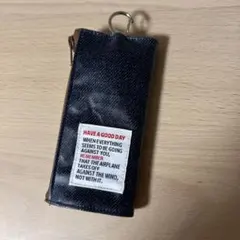 HAVE A GOOD DAY
WHEN EVERYTHING
SEEMS TO BE GOING
AGAINST YOU,
REMEMBER
THAT THE AIRPLANE
TAKES OFF
AGAINST THE WIND,
NOT WITH IT.